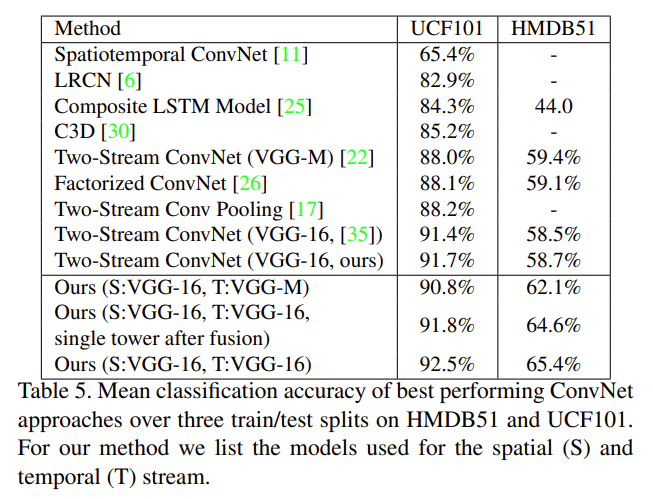 Method UCF101 HMDB51
Spatiotemporal ConvNet [11] 65.4% -
LRCN [6] 82.9% -
Composite LSTM Model [25] 84.3% 44.0
C3D [30] 85.2% -
Two-Stream ConvNet (VGG-M) [22] 88.0% 59.4%
Factorized ConvNet [26] 88.1% 59.1%
Two-Stream Conv Pooling [17] 88.2% -
Two-Stream ConvNet (VGG-16, [35]) 91.4% 58.5%
Two-Stream ConvNet (VGG-16, ours) 91.7% 58.7%
Ours (S:VGG-16, T:VGG-M) 90.8% 62.1%
Ours (S:VGG-16, T:VGG-16,
single tower after fusion) 91.8% 64.6%
Ours (S:VGG-16, T:VGG-16) 92.5% 65.4%
Table 5. Mean classification accuracy of best performing ConvNet
approaches over three train/test splits on HMDB51 and UCF101.
For our method we list the models used for the spatial (S) and
temporal (T) stream.